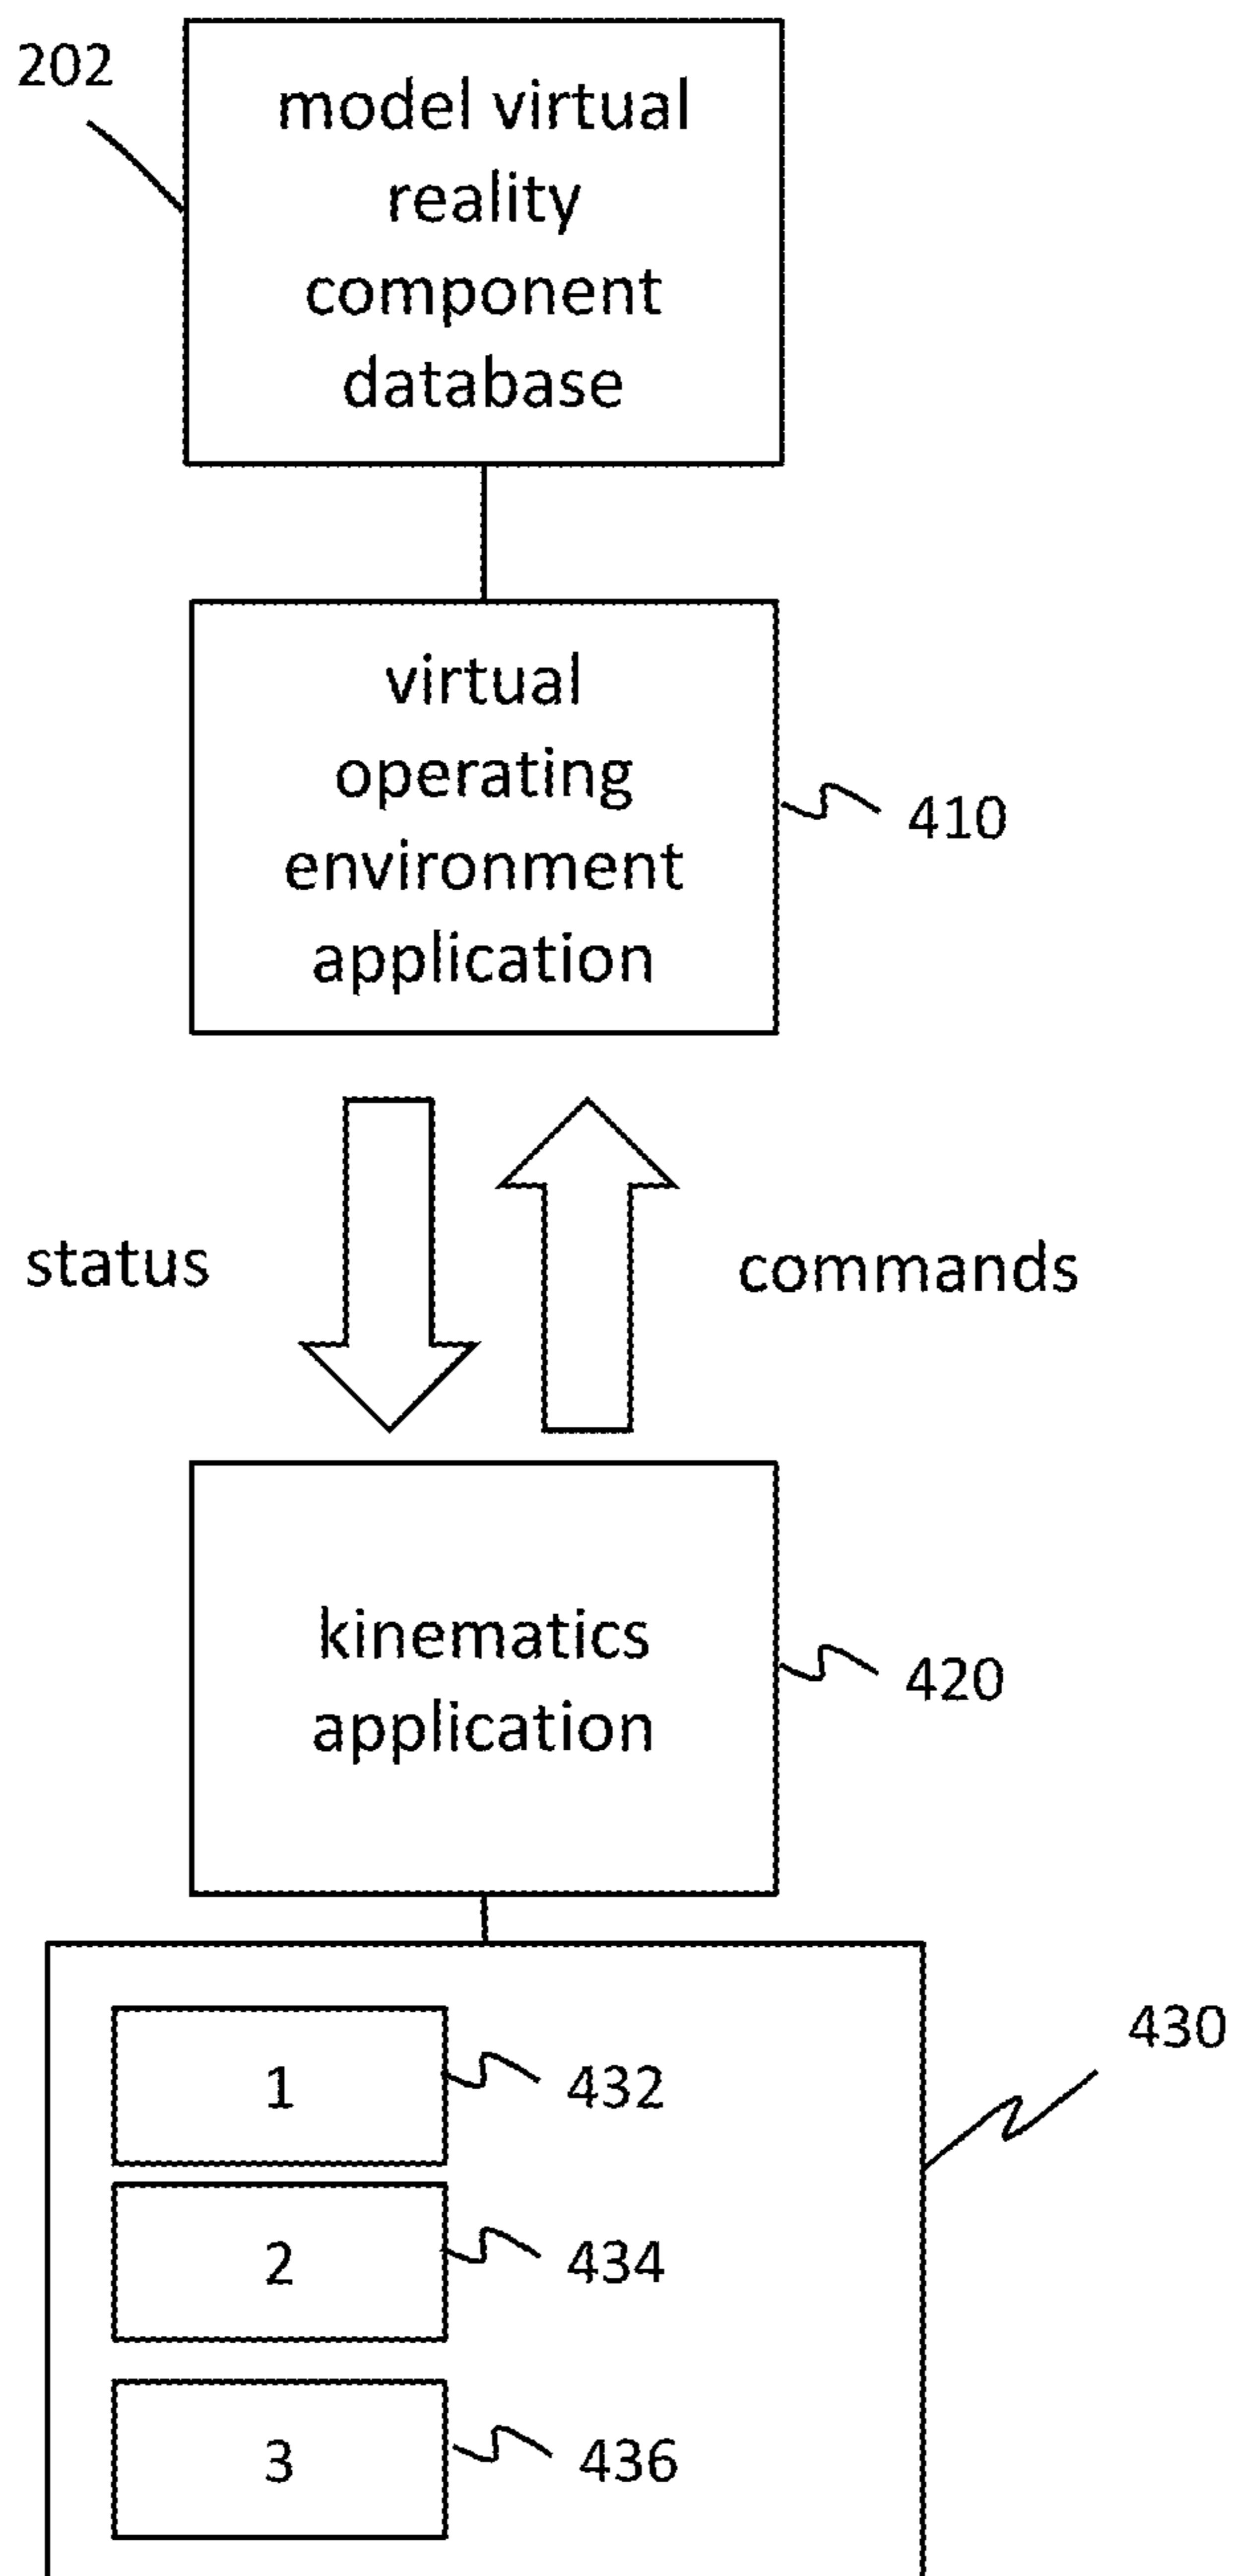 202
model virtual
reality
component
database
virtual
operating
environment
application
410
status
commands
kinematics
application
420
430
1
432
2
434
3
436